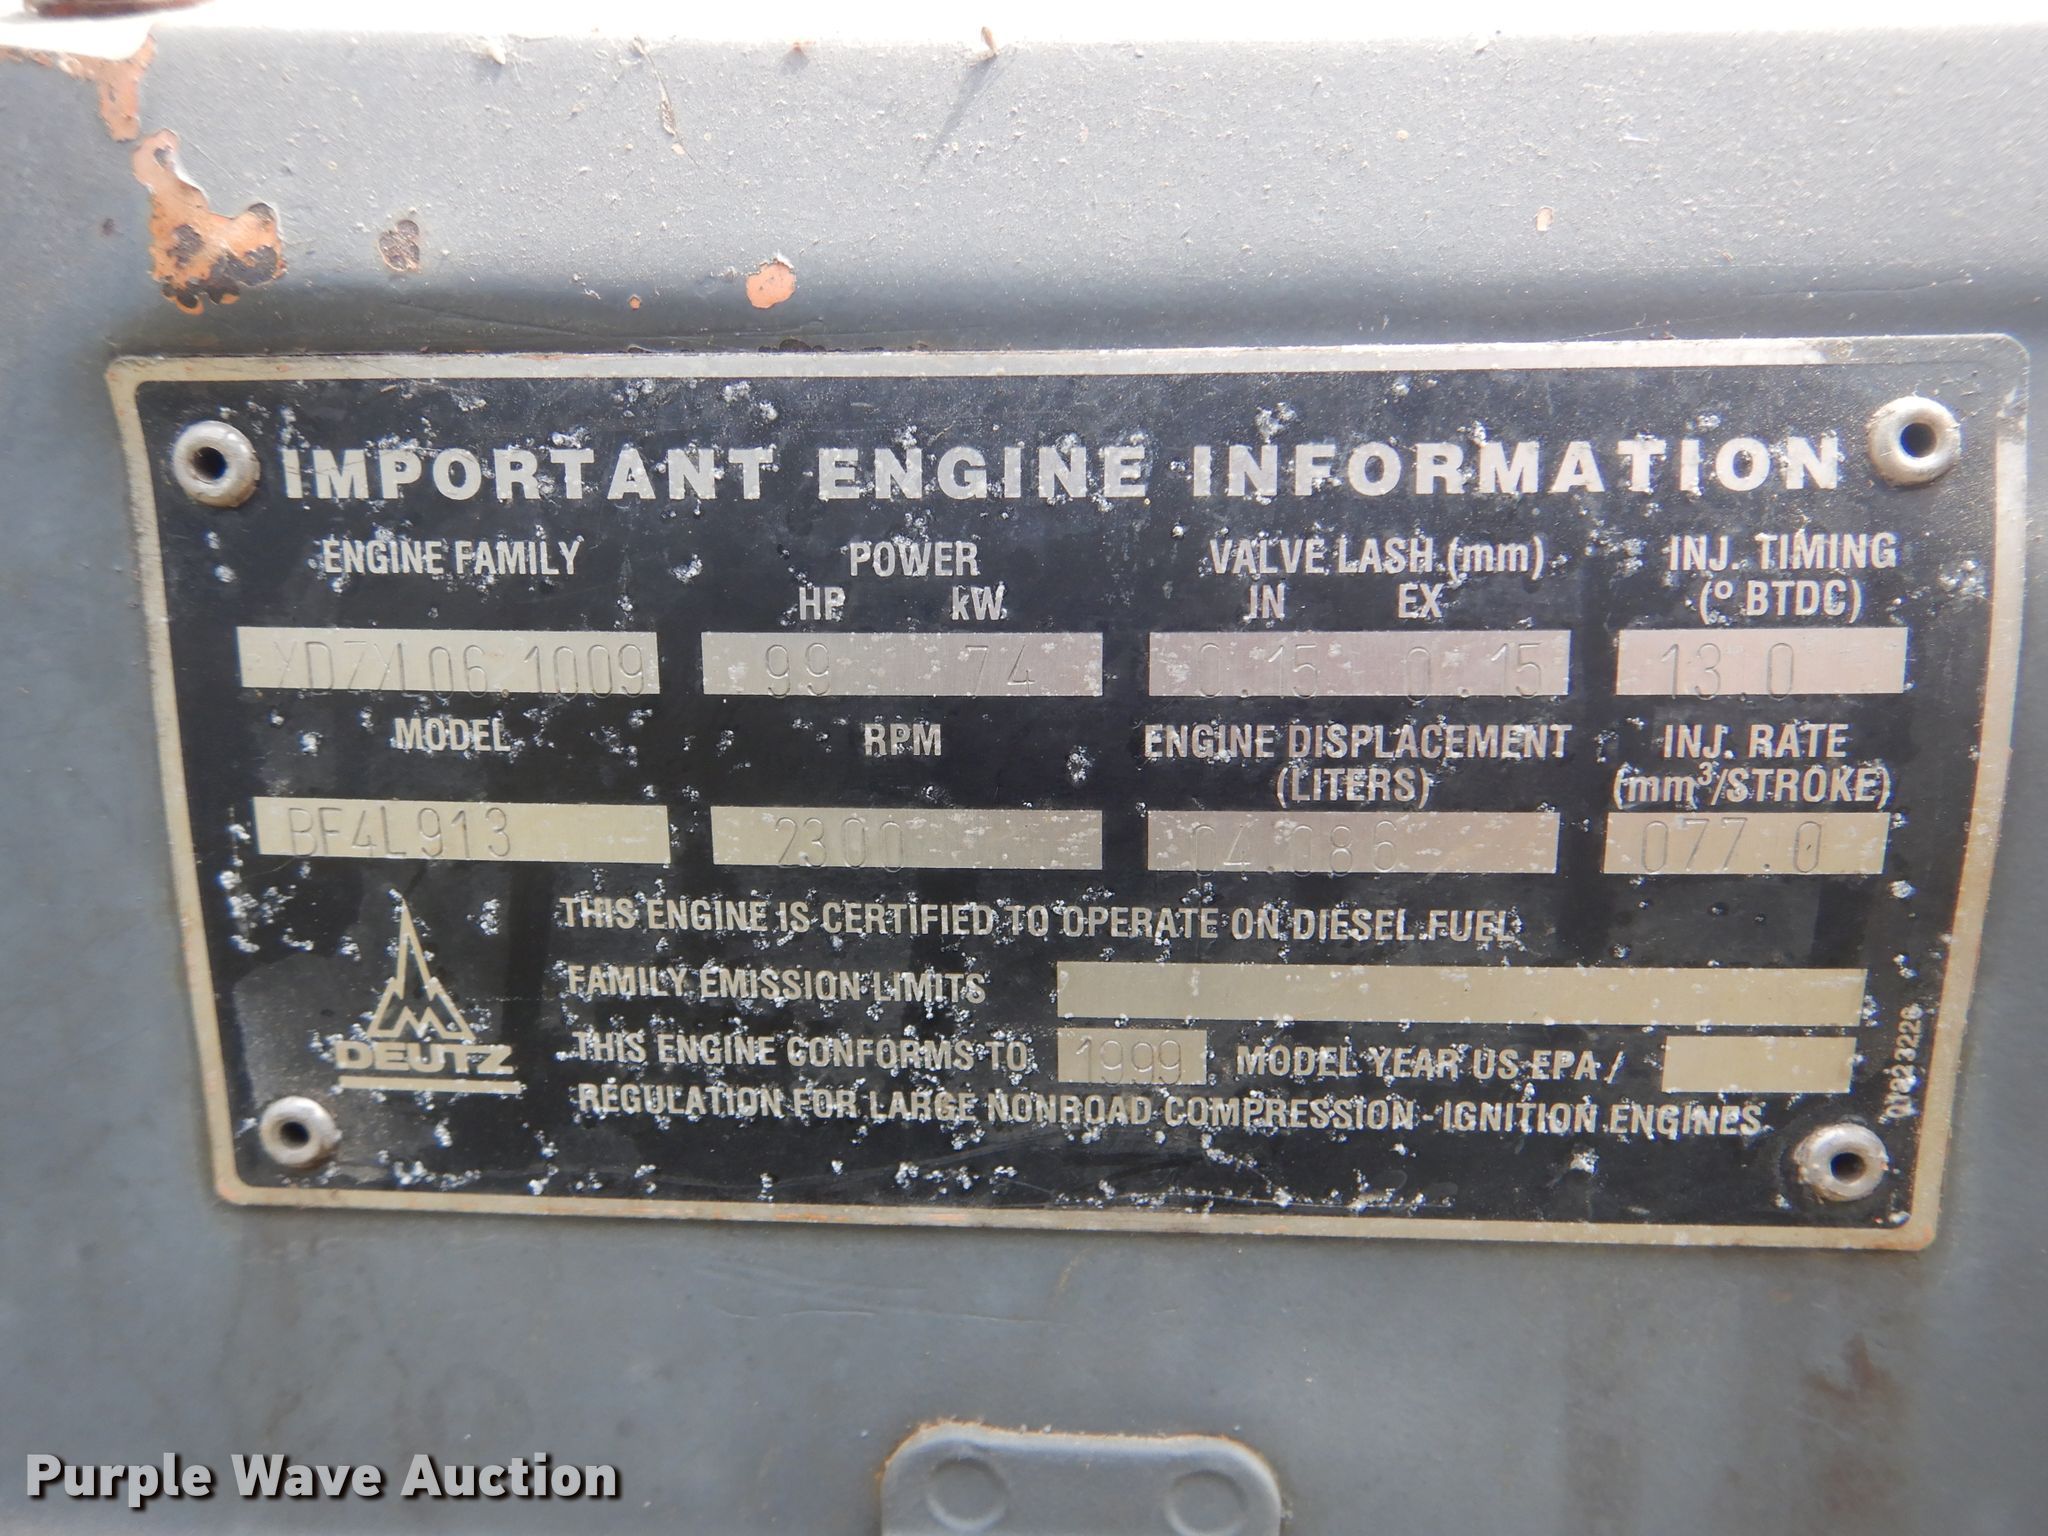 IMPORTANT ENGINE INFORMATION
ENGINE FAMILY POWER VALVE LASH (mm) INJ. TIMING
HP kW IN EX (° BTDC)
XDZXL06.1009 99 74 0.15 0.15 13.0
MODEL RPM ENGINE DISPLACEMENT INJ. RATE
(LITERS) (mm³/STROKE)
BF4L913 2300 04.086 077.0
THIS ENGINE IS CERTIFIED TO OPERATE ON DIESEL FUEL
FAMILY EMISSION LIMITS
THIS ENGINE CONFORMS TO 1999 MODEL YEAR US EPA /
REGULATION FOR LARGE NONROAD COMPRESSION - IGNITION ENGINES.
DEUTZ
Purple Wave Auction